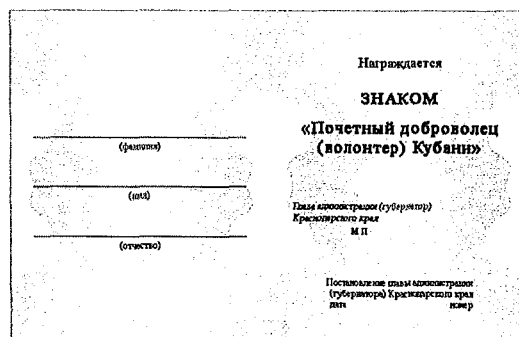 (фамилия)
(имя)
(отчество)
Награждается
ЗНАКОМ
«Почетный доброволец
(волонтер) Кубани»
Глава администрации (губернатор)
Краснодарского края
М П
Постановление главы администрации
(губернатора) Краснодарского края
дата номер